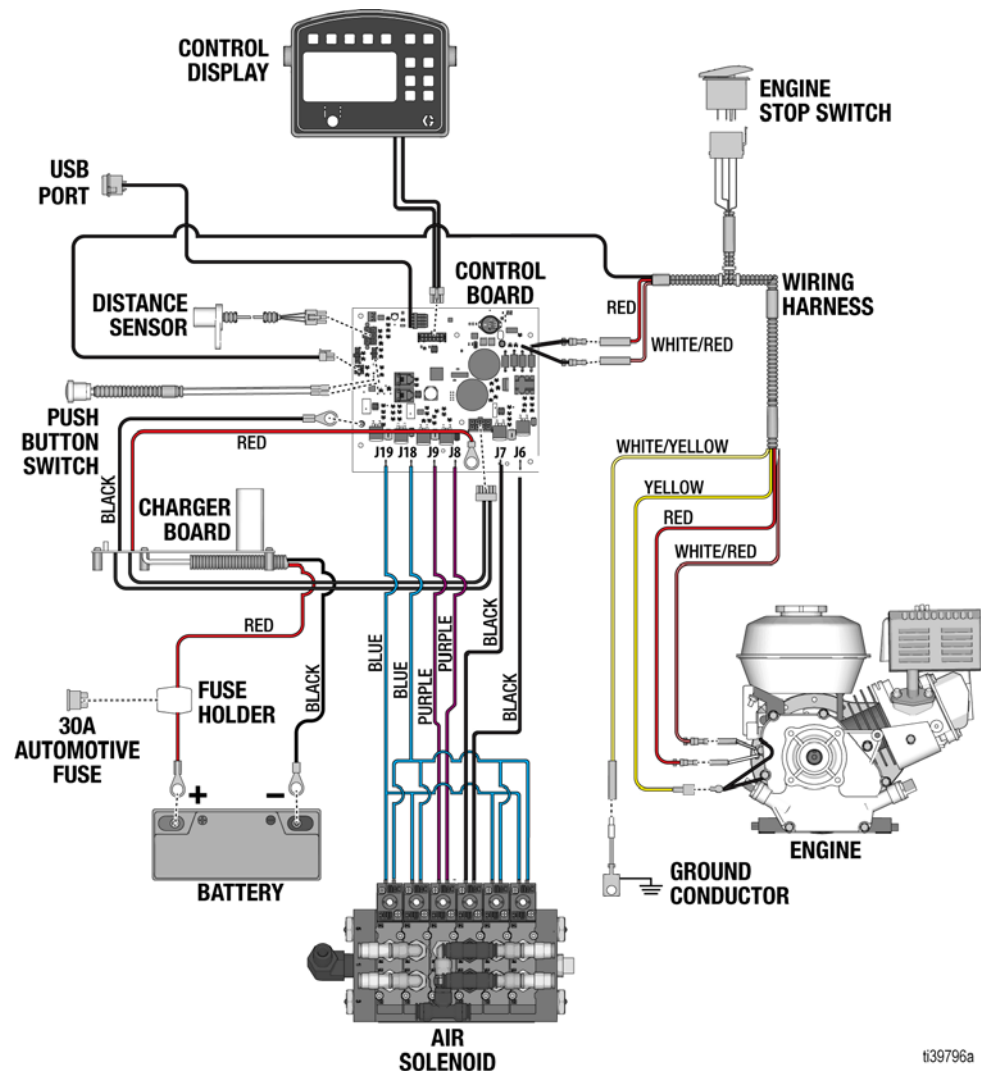 CONTROL
DISPLAY
ENGINE
STOP SWITCH
USB
PORT
CONTROL
BOARD
WIRING
HARNESS
DISTANCE
SENSOR
RED
WHITE/RED
PUSH
BUTTON
SWITCH
RED
J19 J18 J9 J8 J7 J6
BLACK
CHARGER
BOARD
WHITE/YELLOW
YELLOW
RED
WHITE/RED
RED
BLACK
BLUE
BLUE
PURPLE
PURPLE
BLACK
BLACK
FUSE
HOLDER
30A
AUTOMOTIVE
FUSE
+ −
BATTERY
ENGINE
GROUND
CONDUCTOR
AIR
SOLENOID
ti39796a